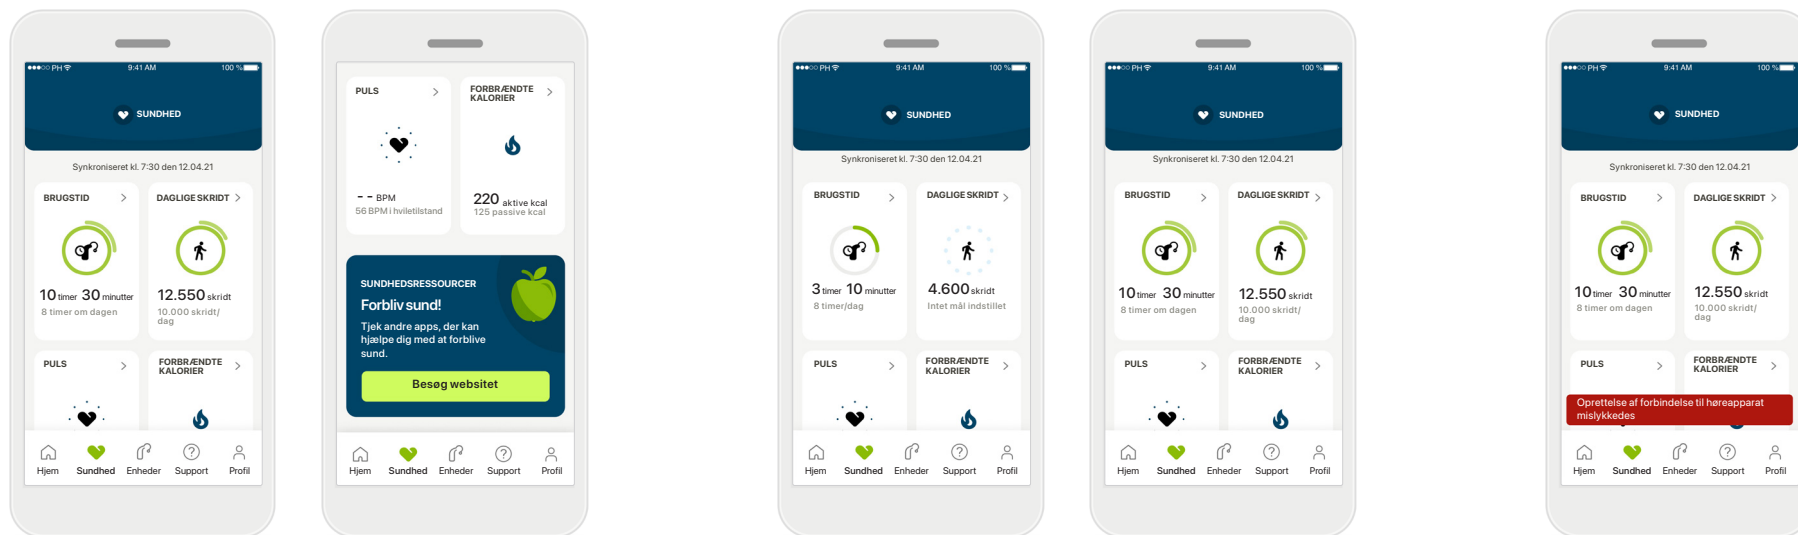 PH 9:41 AM 100 %
SUNDHED
Synkroniseret kl. 7:30 den 12.04.21
BRUGSTID
DAGLIGE SKRIDT
10 timer 30 minutter
8 timer om dagen
12.550 skridt
10.000 skridt/
dag
PULS
FORBRÆNDTE
KALORIER
Hjem Sundhed Enheder Support Profil
PULS
FORBRÆNDTE
KALORIER
- - BPM
56 BPM i hviletilstand
220 aktive kcal
125 passive kcal
SUNDHEDSRESSOURCER
Forbliv sund!
Tjek andre apps, der kan
hjælpe dig med at forblive
sund.
Besøg websitet
Hjem Sundhed Enheder Support Profil
PH 9:41 AM 100 %
SUNDHED
Synkroniseret kl. 7:30 den 12.04.21
BRUGSTID
DAGLIGE SKRIDT
3 timer 10 minutter
8 timer/dag
4.600 skridt
Intet mål indstillet
PULS
FORBRÆNDTE
KALORIER
Hjem Sundhed Enheder Support Profil
PH 9:41 AM 100 %
SUNDHED
Synkroniseret kl. 7:30 den 12.04.21
BRUGSTID
DAGLIGE SKRIDT
10 timer 30 minutter
8 timer om dagen
12.550 skridt
10.000 skridt/
dag
PULS
FORBRÆNDTE
KALORIER
Hjem Sundhed Enheder Support Profil
PH 9:41 AM 100 %
SUNDHED
Synkroniseret kl. 7:30 den 12.04.21
BRUGSTID
DAGLIGE SKRIDT
10 timer 30 minutter
8 timer om dagen
12.550 skridt
10.000 skridt/
dag
PULS
FORBRÆNDTE
KALORIER
Oprettelse af forbindelse til høreapparat
mislykkedes
Hjem Sundhed Enheder Support Profil